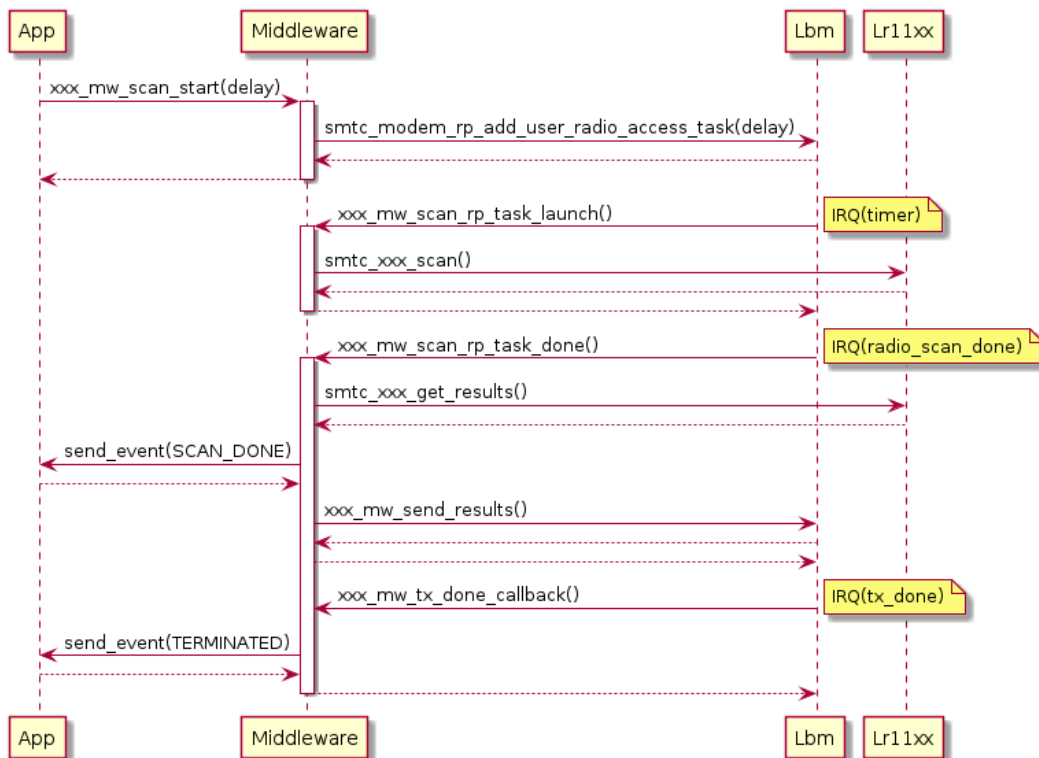 App
Middleware
Lbm
Lr11xx
xxx_mw_scan_start(delay)
smtc_modem_rp_add_user_radio_access_task(delay)
xxx_mw_scan_rp_task_launch()
IRQ(timer)
smtc_xxx_scan()
xxx_mw_scan_rp_task_done()
IRQ(radio_scan_done)
smtc_xxx_get_results()
send_event(SCAN_DONE)
xxx_mw_send_results()
xxx_mw_tx_done_callback()
IRQ(tx_done)
send_event(TERMINATED)
App
Middleware
Lbm
Lr11xx